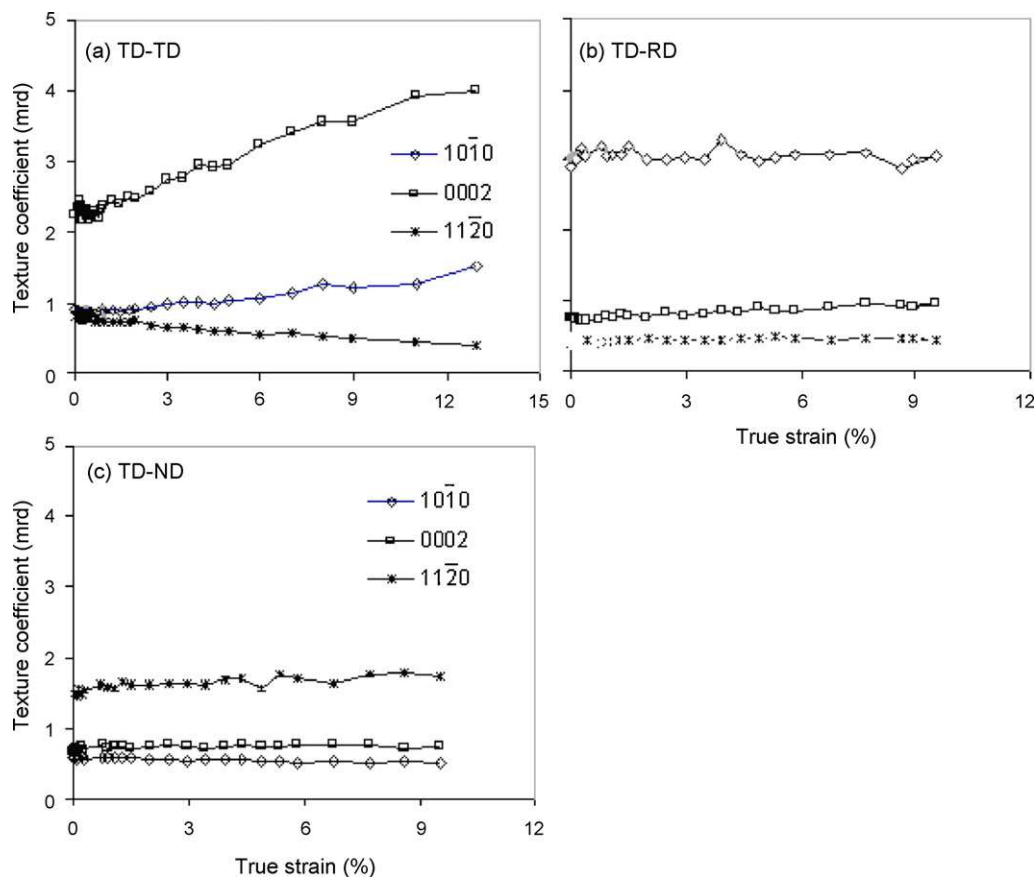 (a) TD-TD
Texture coefficient (mrd)
5
4
3
2
1
0
101̅0
0002
112̅0
0 3 6 9 12 15
(b) TD-RD
0 3 6 9 12
True strain (%)
(c) TD-ND
Texture coefficient (mrd)
5
4
3
2
1
0
101̅0
0002
112̅0
0 3 6 9 12
True strain (%)